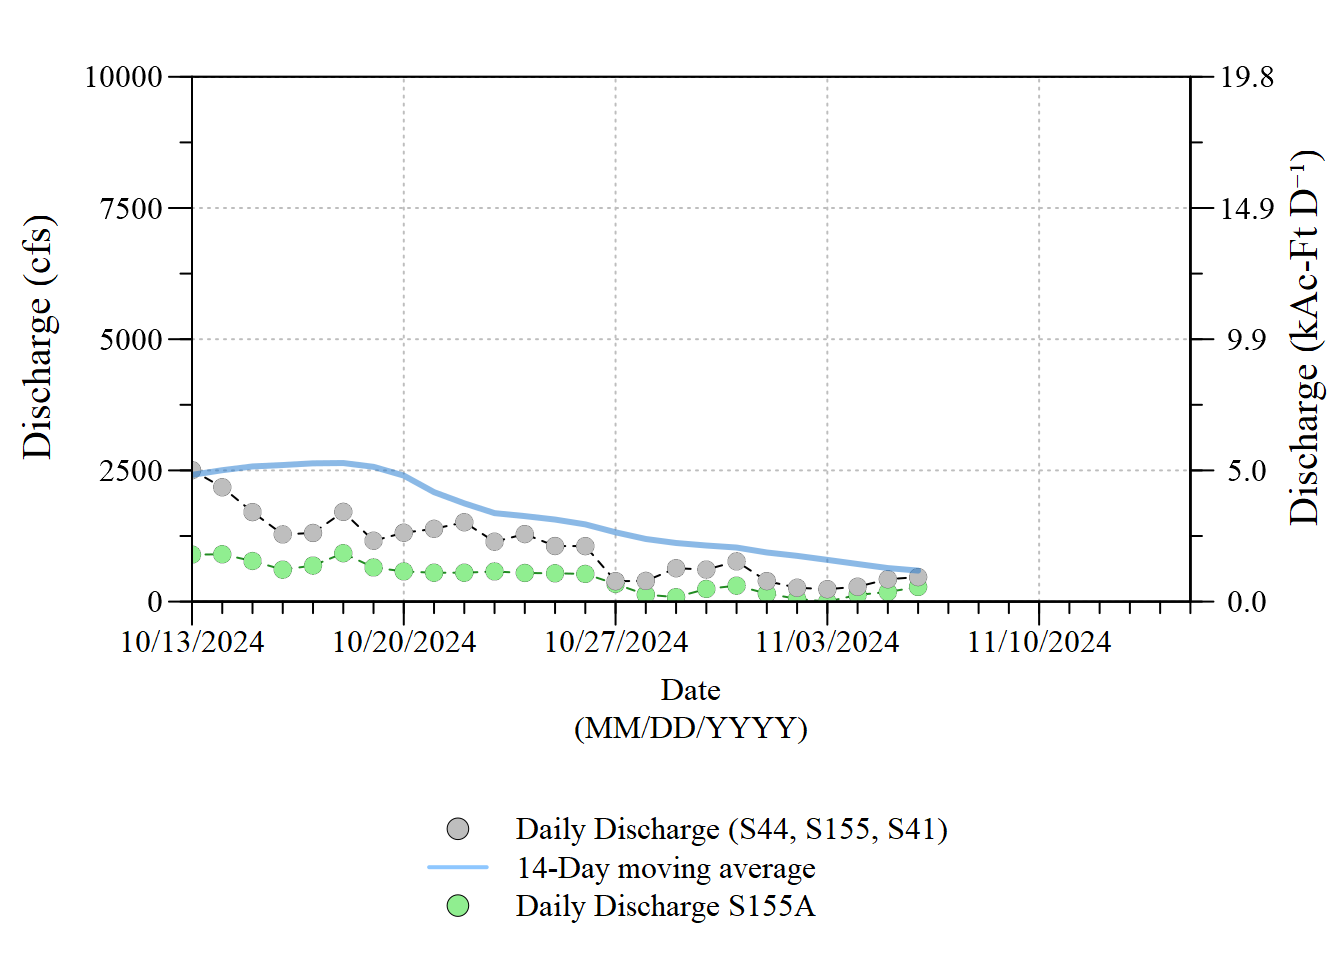 10000
7500
5000
2500
0
Discharge (cfs)
19.8
14.9
9.9
5.0
0.0
Discharge (kAc-Ft D⁻¹)
10/13/2024
10/20/2024
10/27/2024
11/03/2024
11/10/2024
Date
(MM/DD/YYYY)
Daily Discharge (S44, S155, S41)
14-Day moving average
Daily Discharge S155A